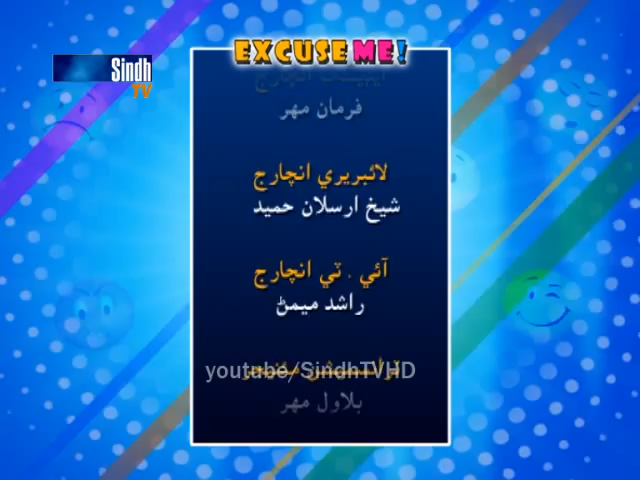 EXCUSE ME!
Sindh
TV
انچارج
فرمان مهر
لائبريري انچارج
شيخ ارسلان حميد
آئي . ٽي انچارج
راشد ميمڻ
youtube/SindhTVHD
بلاول مهر